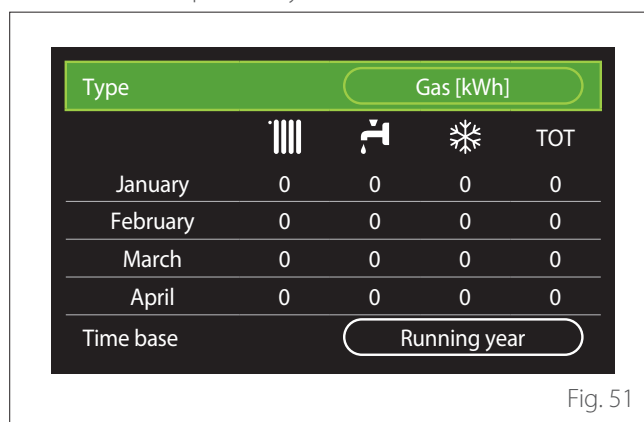 Type Gas [kWh]
TOT
January 0 0 0 0
February 0 0 0 0
March 0 0 0 0
April 0 0 0 0
Time base Running year
Fig. 51